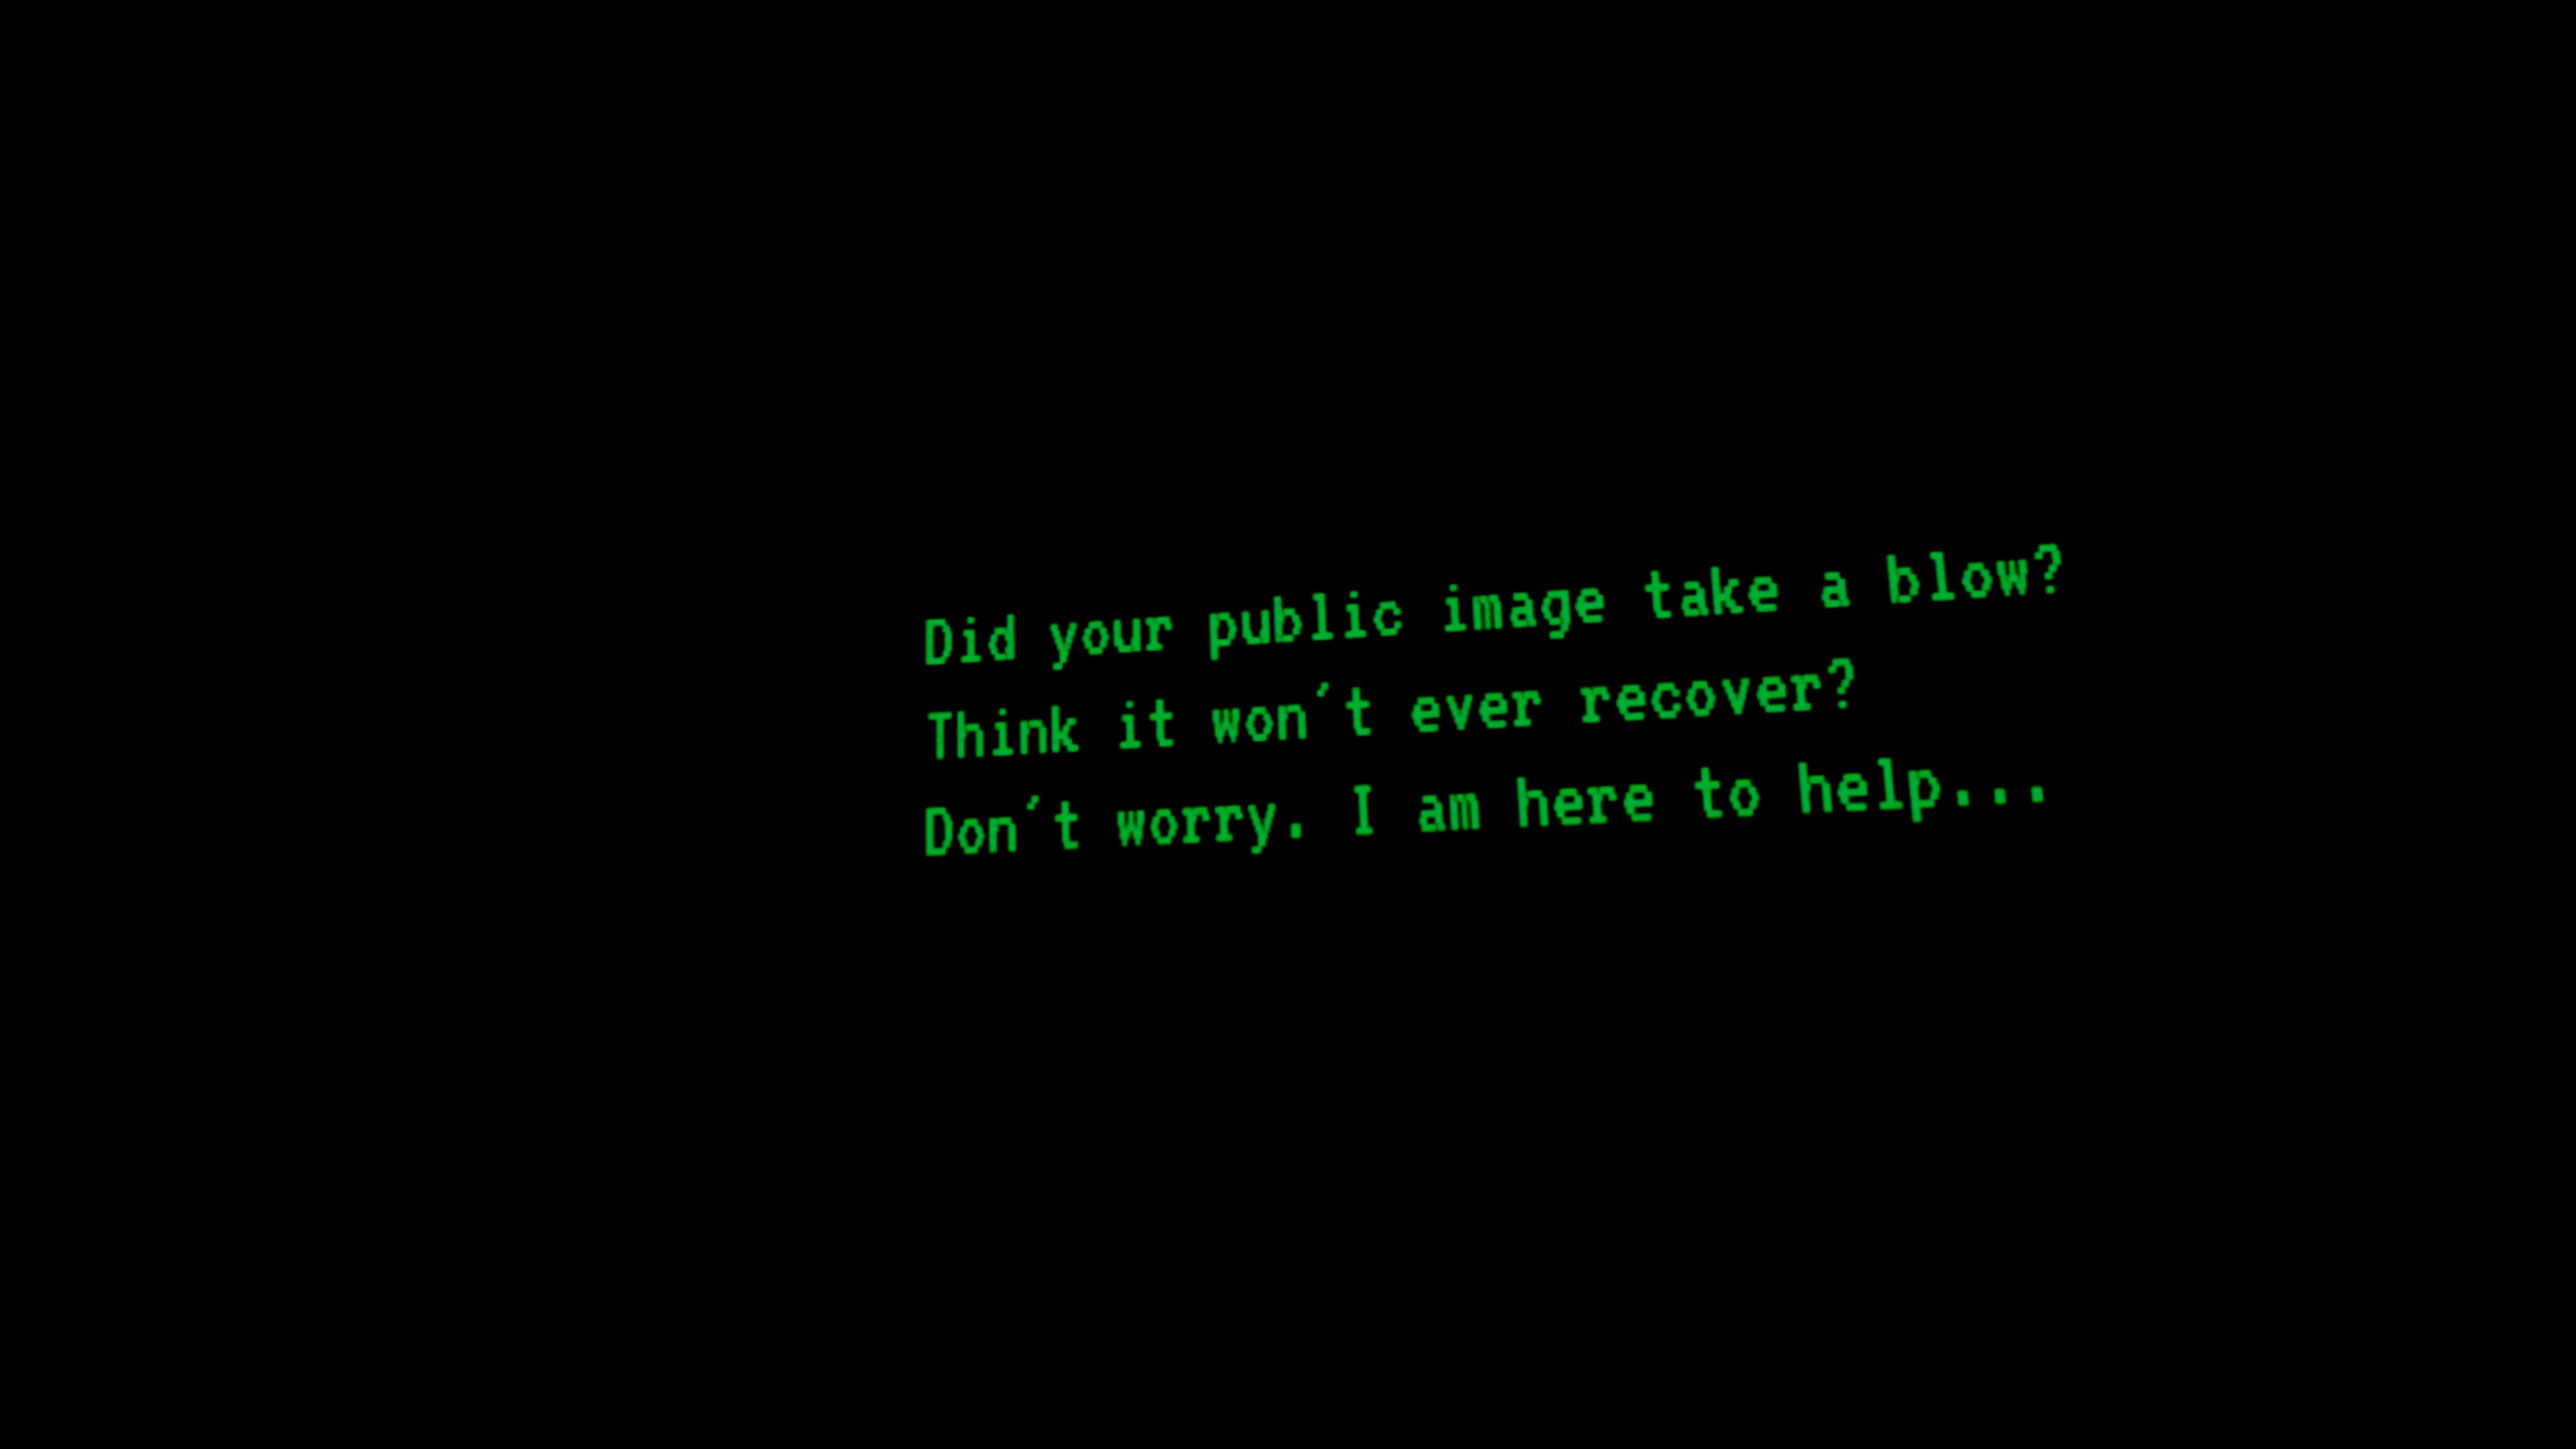 Did your public image take a blow?
Think it won´t ever recover?
Don´t worry. I am here to help...